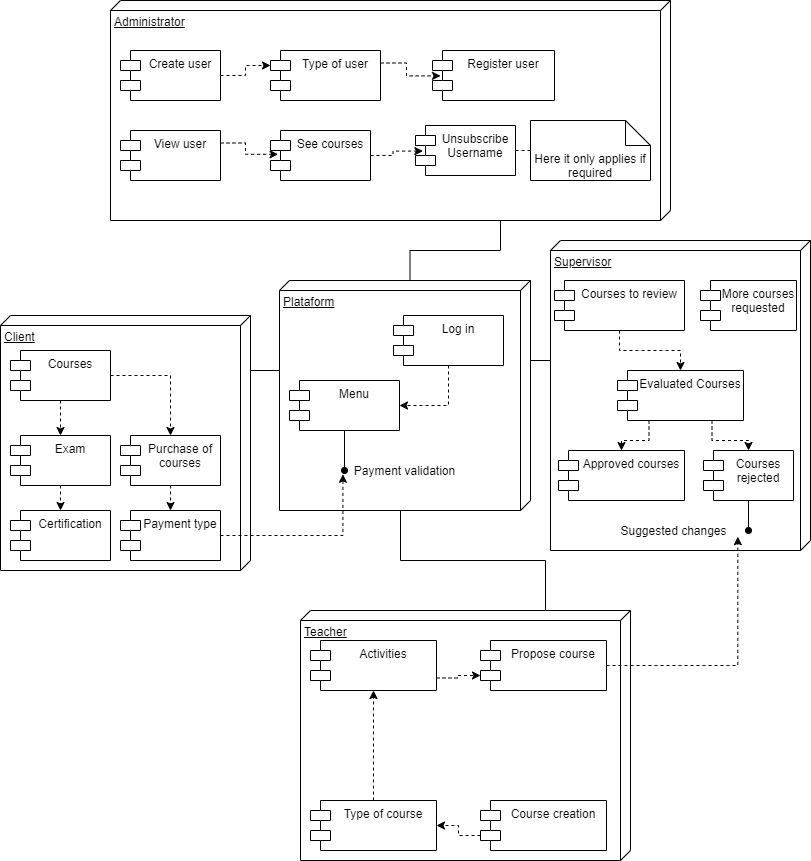 Administrator
Create user
Type of user
Register user
View user
See courses
Unsubscribe
Username
Here it only applies if
required
Supervisor
Courses to review
More courses
requested
Evaluated Courses
Approved courses
Courses
rejected
Suggested changes
Plataform
Log in
Menu
Payment validation
Client
Courses
Exam
Purchase of
courses
Certification
Payment type
Teacher
Activities
Propose course
Type of course
Course creation